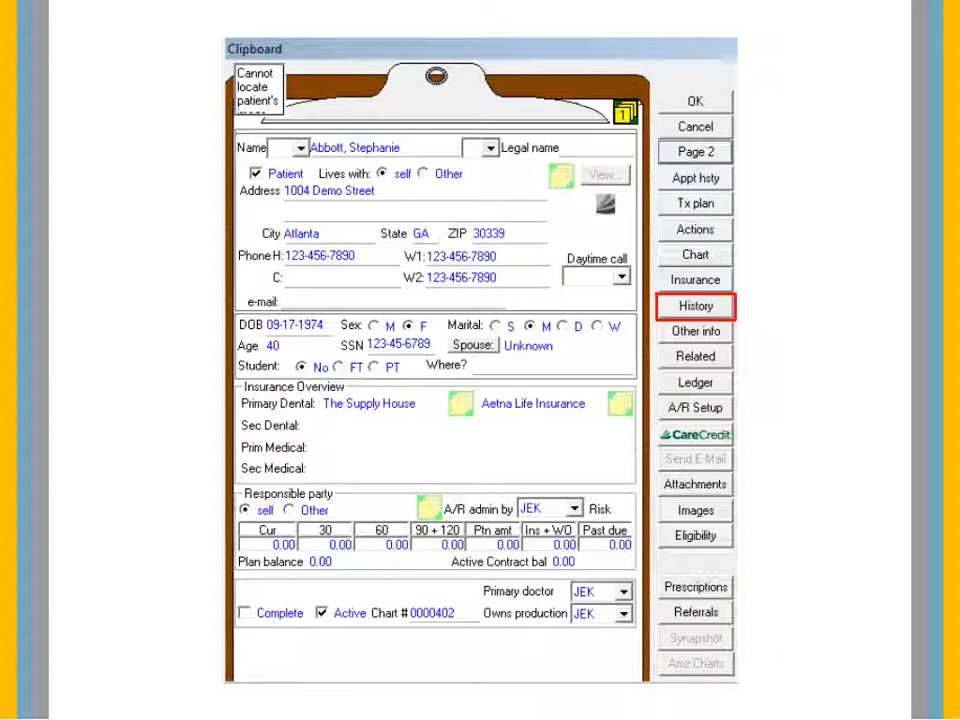 Clipboard
Cannot
locate
patient's
1
OK
Cancel
Name Abbott, Stephanie Legal name
Page 2
Patient Lives with: self Other View...
Appt hsty
Address 1004 Demo Street
Tx plan
City Atlanta State GA ZIP 30339
Actions
Phone H: 123-456-7890 W1: 123-456-7890 Daytime call
Chart
C: W2: 123-456-7890
Insurance
e-mail:
History
DOB 09-17-1974 Sex: M F Marital: S M D W
Other info
Age 40 SSN 123-45-6789 Spouse: Unknown
Related
Student: No FT PT Where?
Ledger
Insurance Overview
Primary Dental: The Supply House Aetna Life Insurance
A/R Setup
Sec Dental:
CareCredit
Prim Medical:
Send E-Mail
Sec Medical:
Attachments
Responsible party
self Other A/R admin by JEK Risk
Images
Cur 30 60 90 + 120 Ptn amt Ins + WO Past due
Eligibility
0.00 0.00 0.00 0.00 0.00 0.00 0.00
Plan balance 0.00 Active Contract bal 0.00
Primary doctor JEK
Prescriptions
Complete Active Chart # 0000402 Owns production JEK
Referrals
Synapshot
Amz Charts